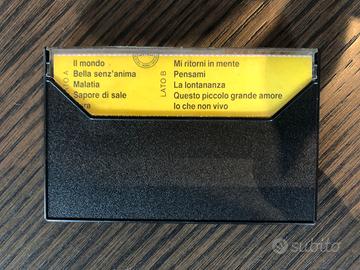 LATO A
Il mondo
Bella senz'anima
Malatia
Sapore di sale
LATO B
Mi ritorni in mente
Pensami
La lontananza
Questo piccolo grande amore
Io che non vivo
subito